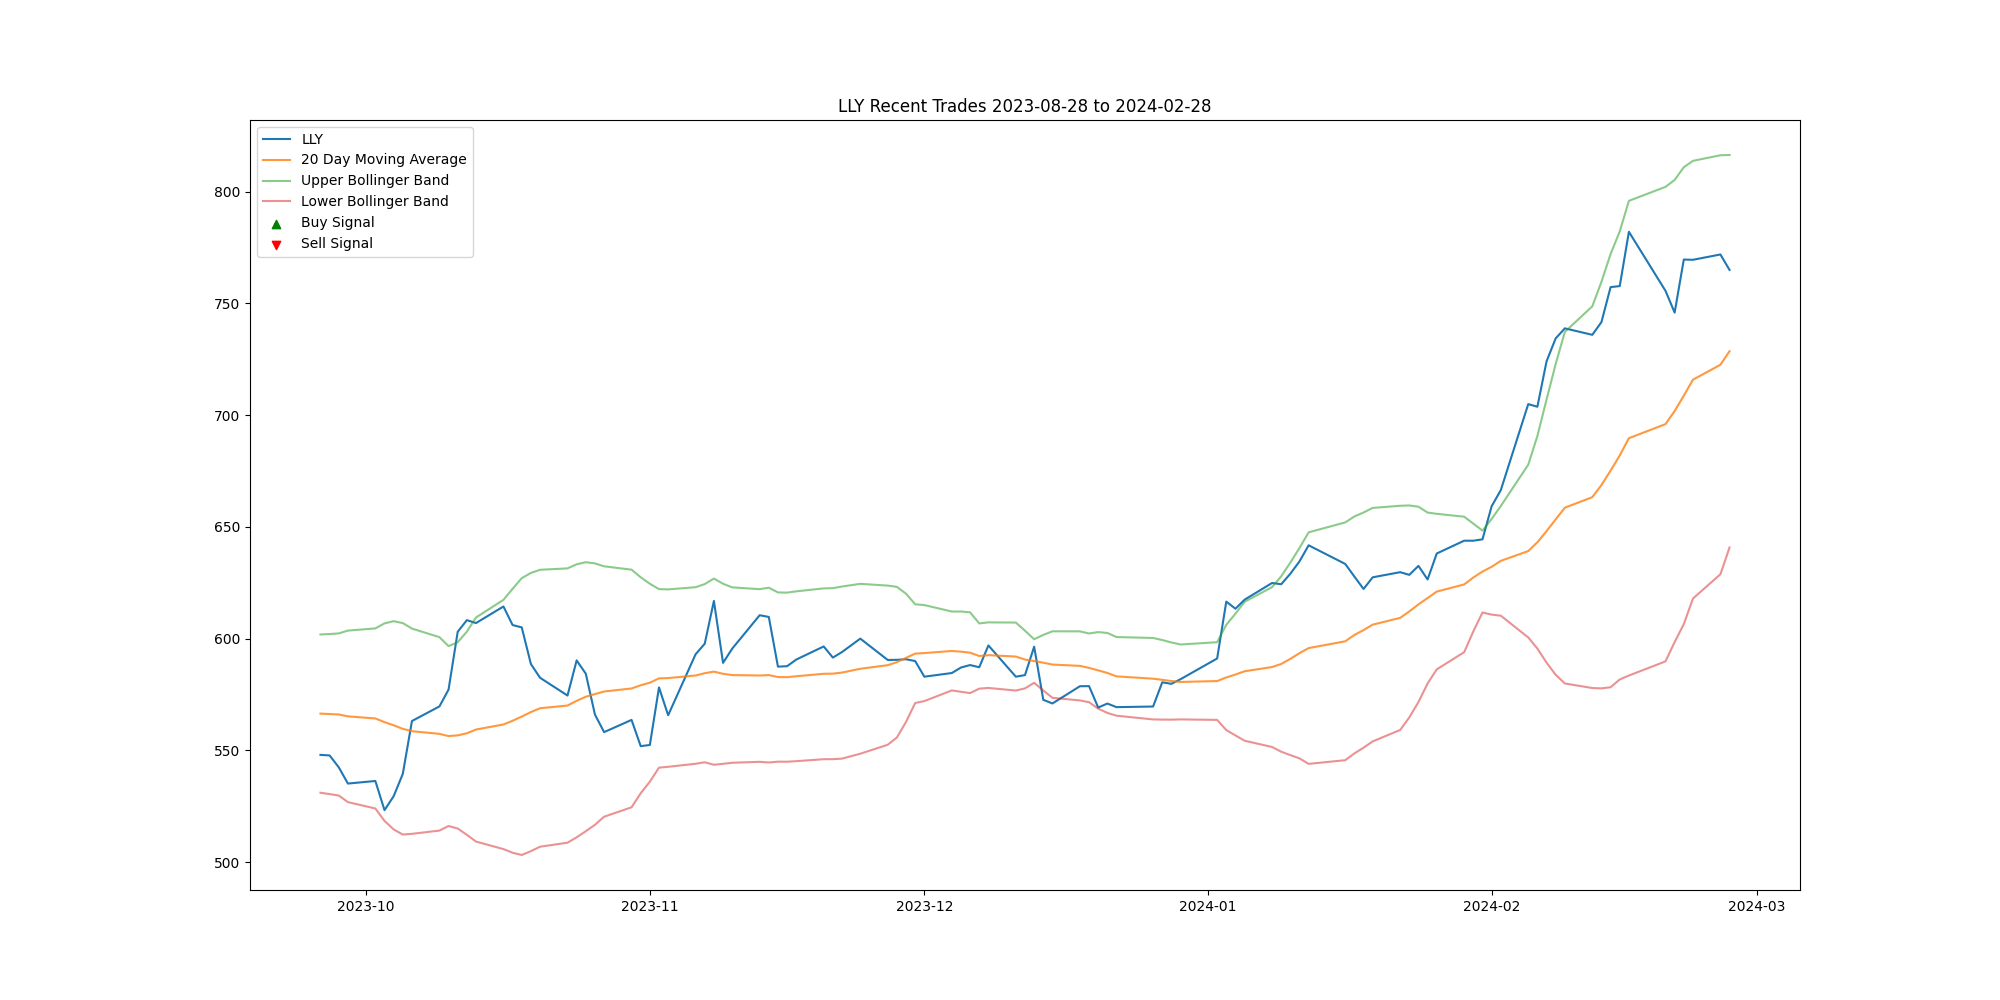 LLY Recent Trades 2023-08-28 to 2024-02-28
LLY
20 Day Moving Average
Upper Bollinger Band
Lower Bollinger Band
Buy Signal
Sell Signal
800
750
700
650
600
550
500
2023-10
2023-11
2023-12
2024-01
2024-02
2024-03